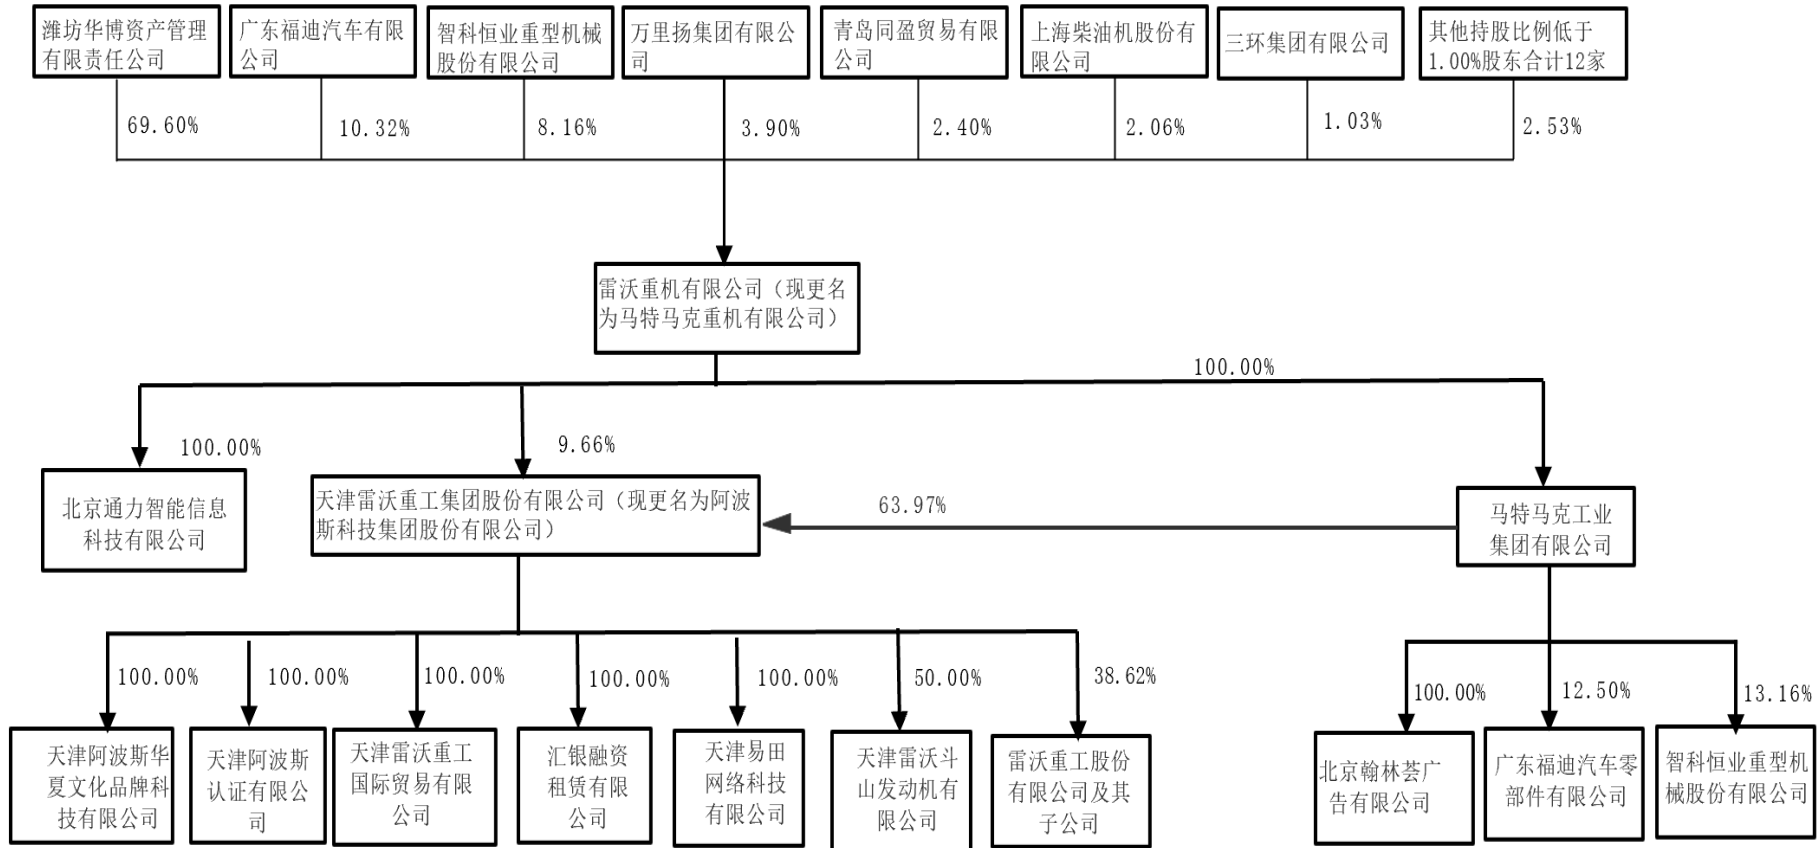 潍坊华博资产管理
有限责任公司
广东福迪汽车有限
公司
智科恒业重型机械
股份有限公司
万里扬集团有限公
司
青岛同盈贸易有限
公司
上海柴油机股份有
限公司
三环集团有限公司
其他持股比例低于
1.00%股东合计12家
69.60%
10.32%
8.16%
3.90%
2.40%
2.06%
1.03%
2.53%
雷沃重机有限公司（现更名
为马特马克重机有限公司）
100.00%
100.00%
9.66%
北京通力智能信息
科技有限公司
天津雷沃重工集团股份有限公司（现更名为阿波
斯科技集团股份有限公司）
63.97%
马特马克工业
集团有限公司
100.00%
100.00%
100.00%
100.00%
100.00%
50.00%
38.62%
100.00%
12.50%
13.16%
天津阿波斯华
夏文化品牌科
技有限公司
天津阿波斯
认证有限公
司
天津雷沃重工
国际贸易有限
公司
汇银融资
租赁有限
公司
天津易田
网络科技
有限公司
天津雷沃斗
山发动机有
限公司
雷沃重工股份
有限公司及其
子公司
北京翰林荟广
告有限公司
广东福迪汽车零
部件有限公司
智科恒业重型机
械股份有限公司